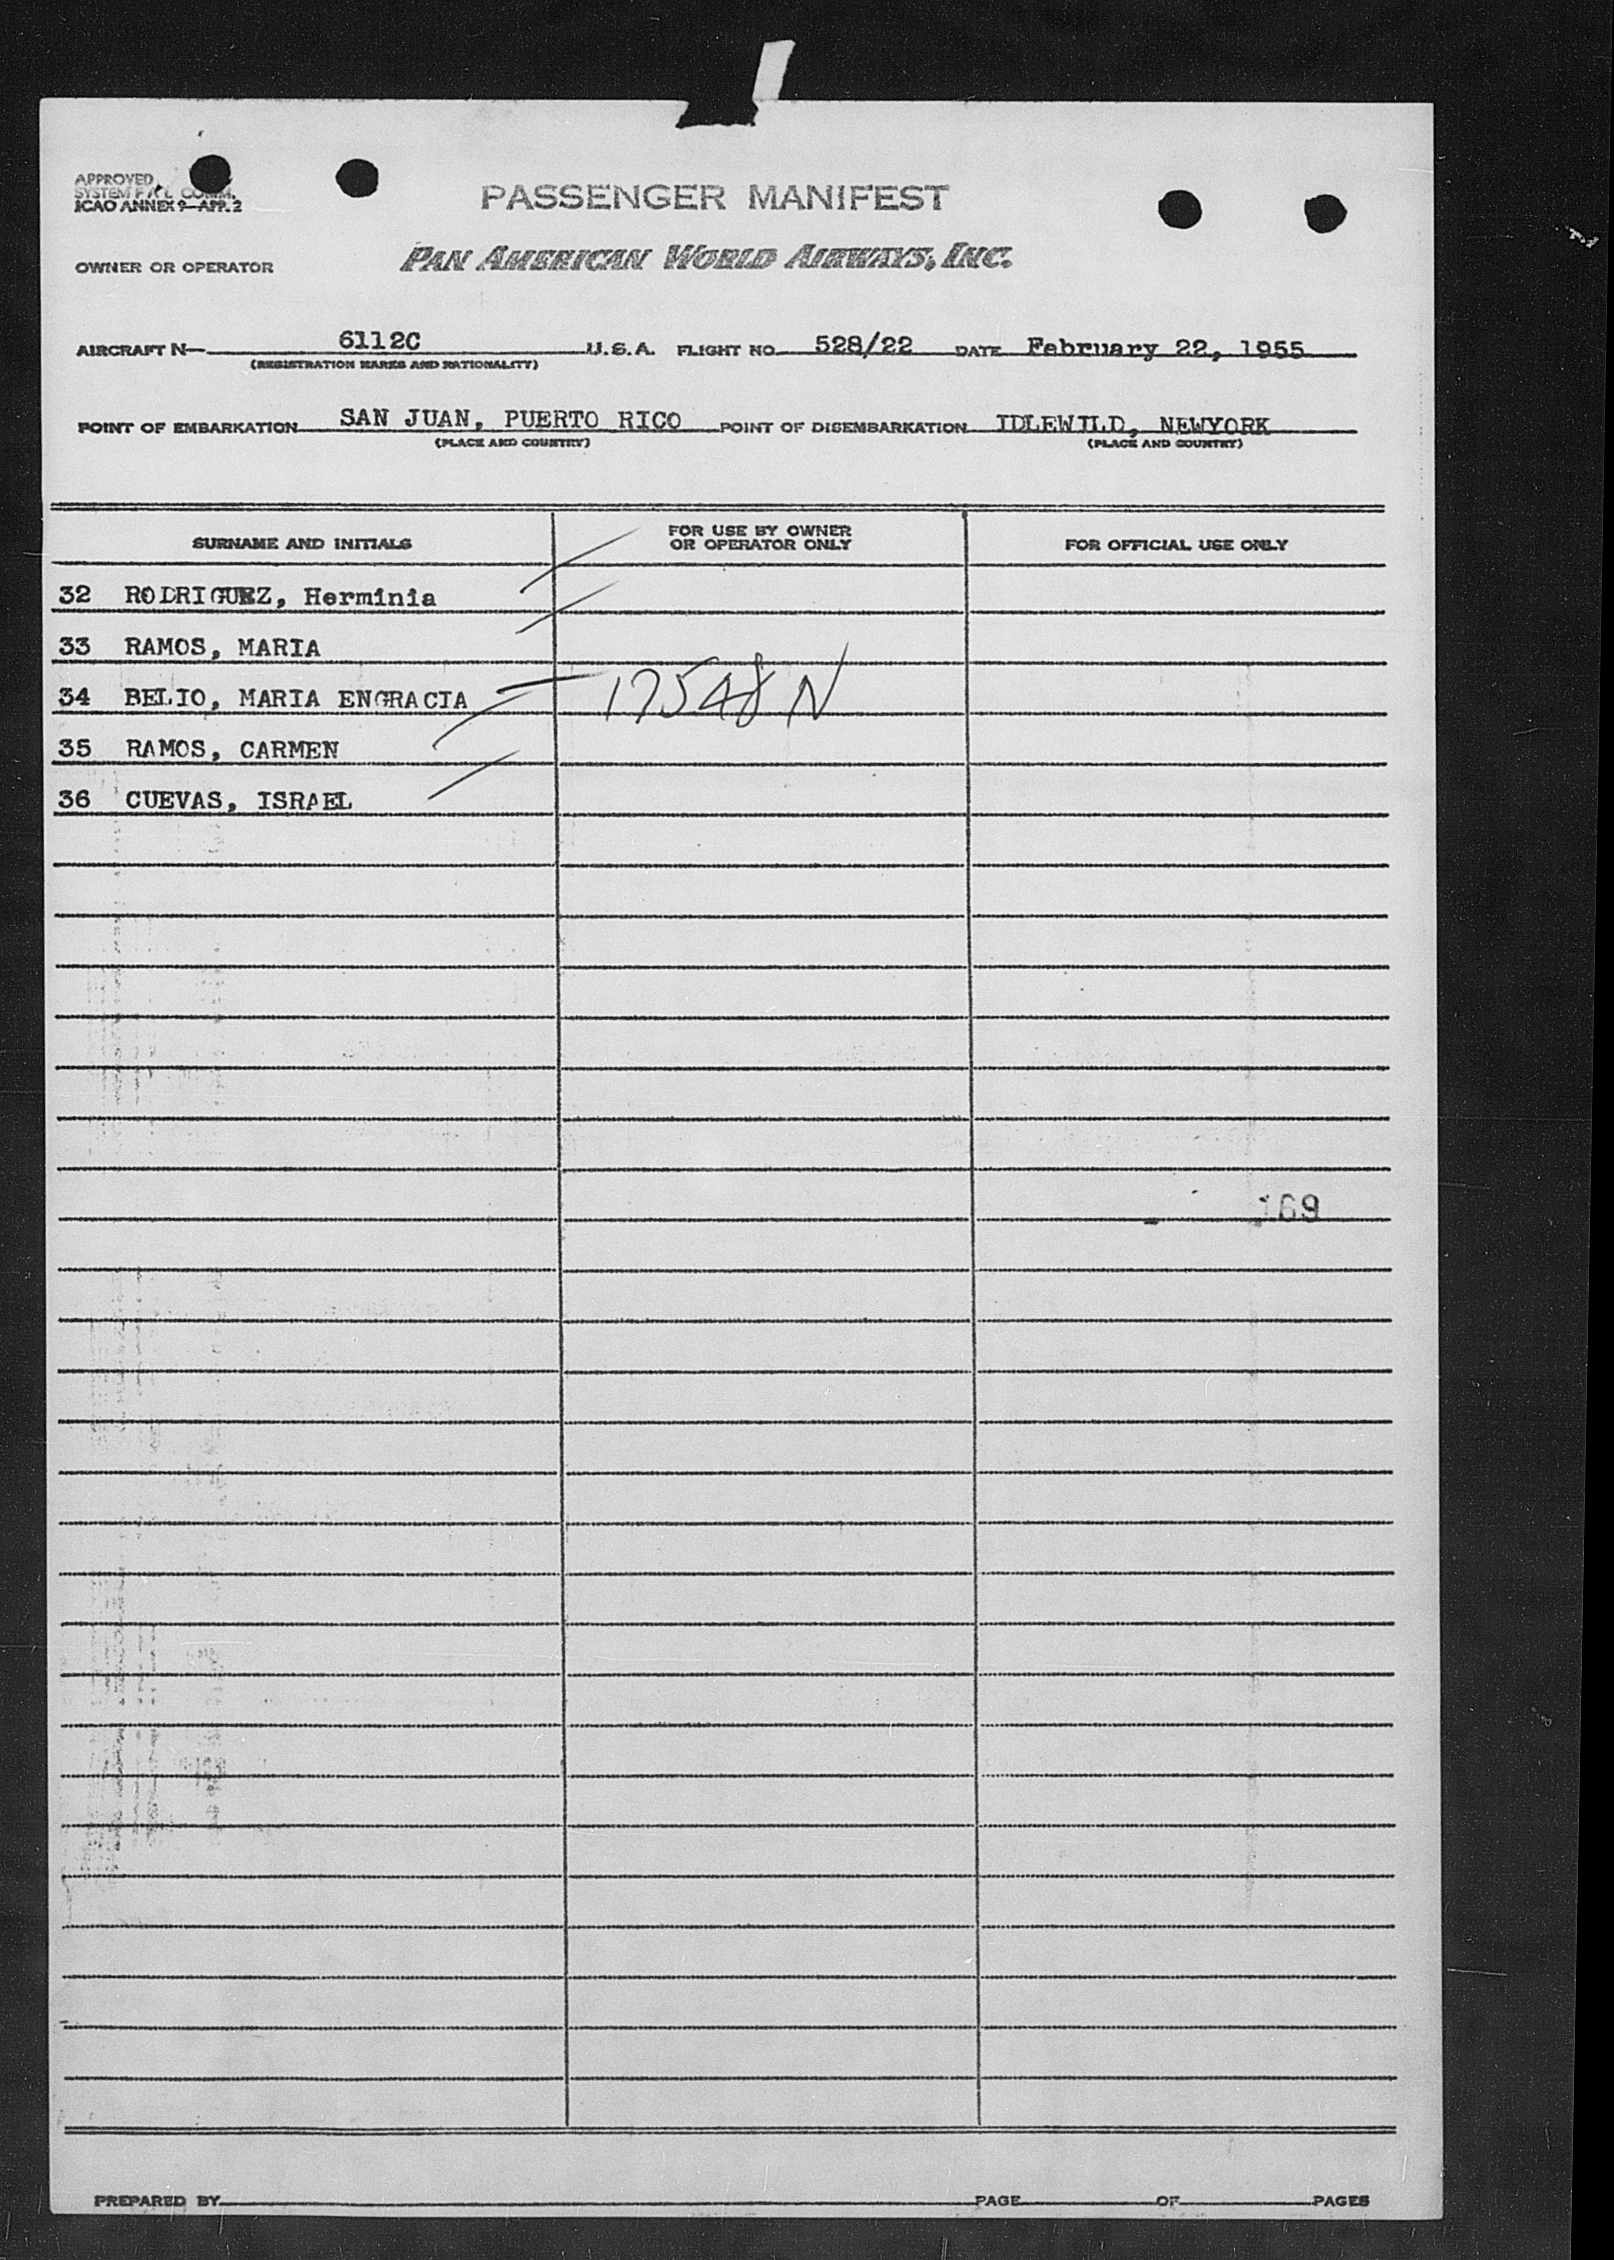 APPROVED
SYSTEM F.A.L. COMM.
ICAO ANNEX 9—APP. 2
PASSENGER MANIFEST
OWNER OR OPERATOR PAN AMERICAN WORLD AIRWAYS, INC.
AIRCRAFT N— 6112C U.S.A. FLIGHT NO. 528/22 DATE February 22, 1955
(REGISTRATION MARKS AND NATIONALITY)
POINT OF EMBARKATION SAN JUAN, PUERTO RICO POINT OF DISEMBARKATION IDLEWILD, NEWYORK
(PLACE AND COUNTRY) (PLACE AND COUNTRY)
SURNAME AND INITIALS FOR USE BY OWNER OR OPERATOR ONLY FOR OFFICIAL USE ONLY
32 RODRIGUEZ, Herminia
33 RAMOS, MARIA
34 BELIO, MARIA ENGRACIA 17548 N
35 RAMOS, CARMEN
36 CUEVAS, ISRAEL
169
PREPARED BY PAGE OF PAGES